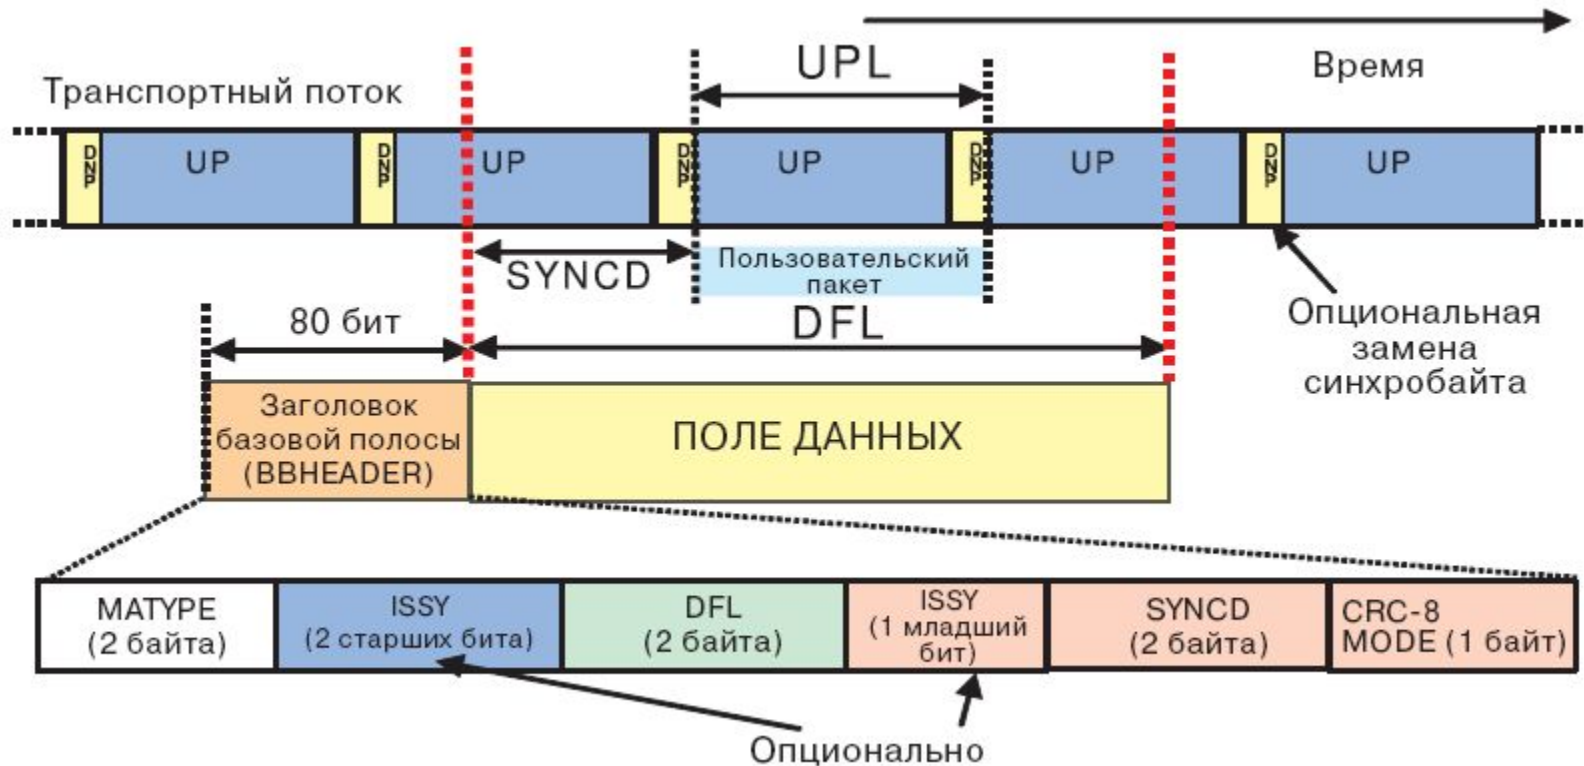 UPL
Время
Транспортный поток
DNP UP DNP UP DNP UP DNP UP DNP UP
SYNCD
Пользовательский
пакет
80 бит
DFL
Опциональная
замена
синхробайта
Заголовок
базовой полосы
(BBHEADER)
ПОЛЕ ДАННЫХ
MATYPE
(2 байта)
ISSY
(2 старших бита)
DFL
(2 байта)
ISSY
(1 младший
бит)
SYNCD
(2 байта)
CRC-8
MODE (1 байт)
Опционально